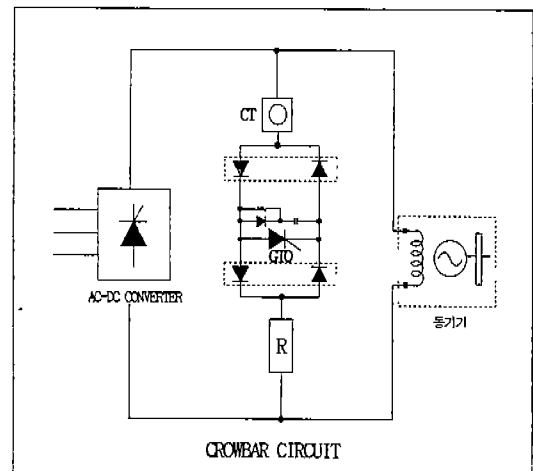 CT
GTO
AC-DC CONVERTER
동기기
R
CROWBAR CIRCUIT